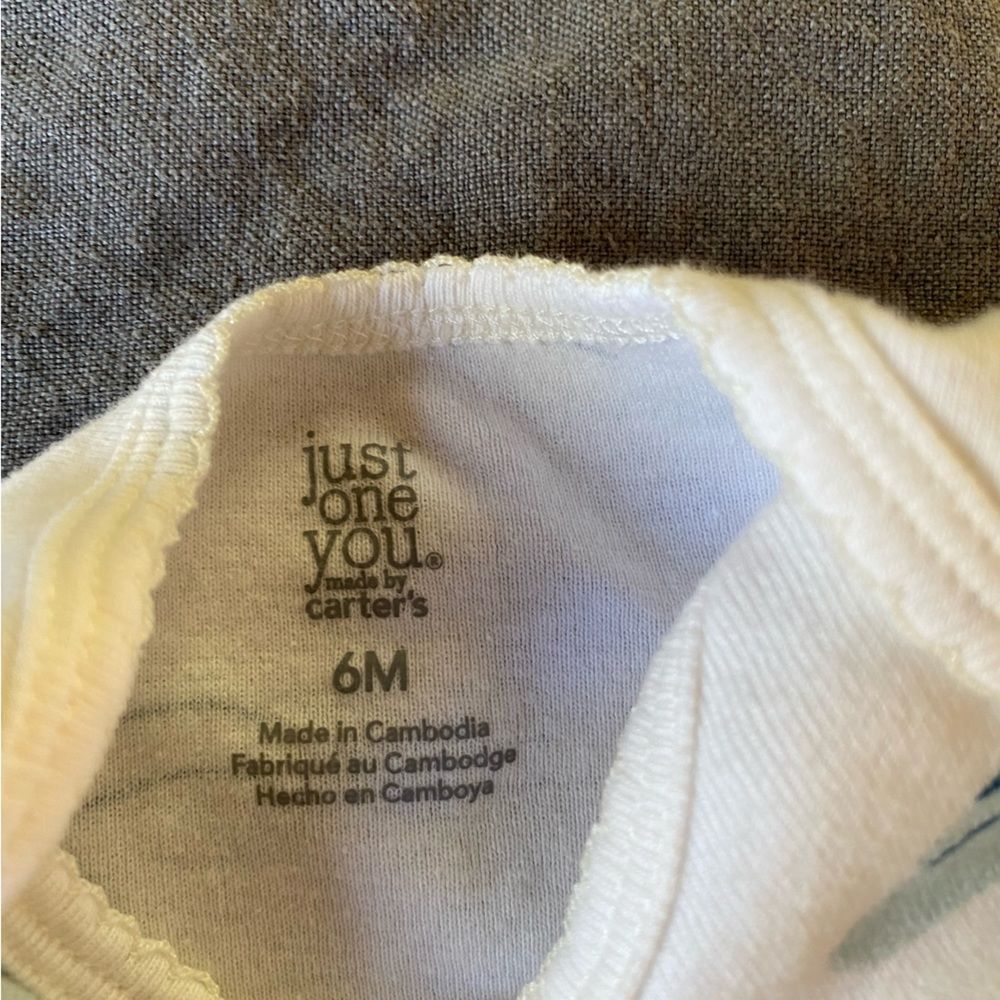 just
one
you®
made by
carter's
6M
Made in Cambodia
Fabriqué au Cambodge
Hecho en Camboya